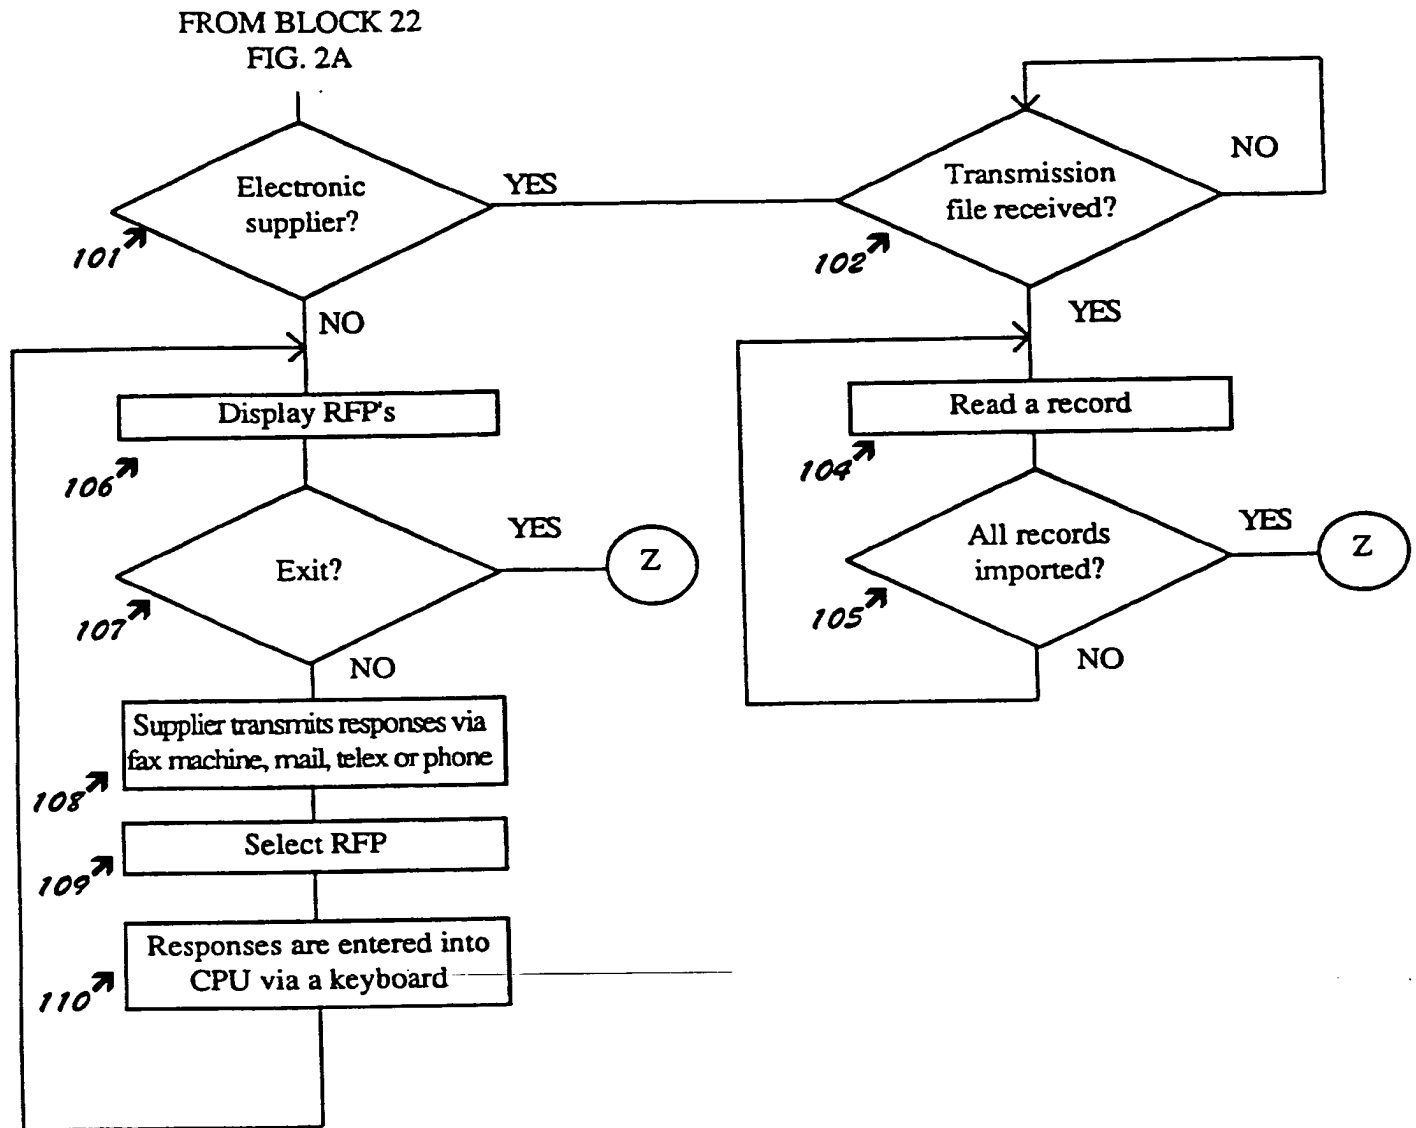 FROM BLOCK 22
FIG. 2A
Electronic
supplier?
101
YES
Transmission
file received?
102
NO
NO
YES
Display RFP's
106
Read a record
104
Exit?
107
YES
Z
All records
imported?
105
YES
Z
NO
NO
Supplier transmits responses via
fax machine, mail, telex or phone
108
Select RFP
109
Responses are entered into
CPU via a keyboard
110